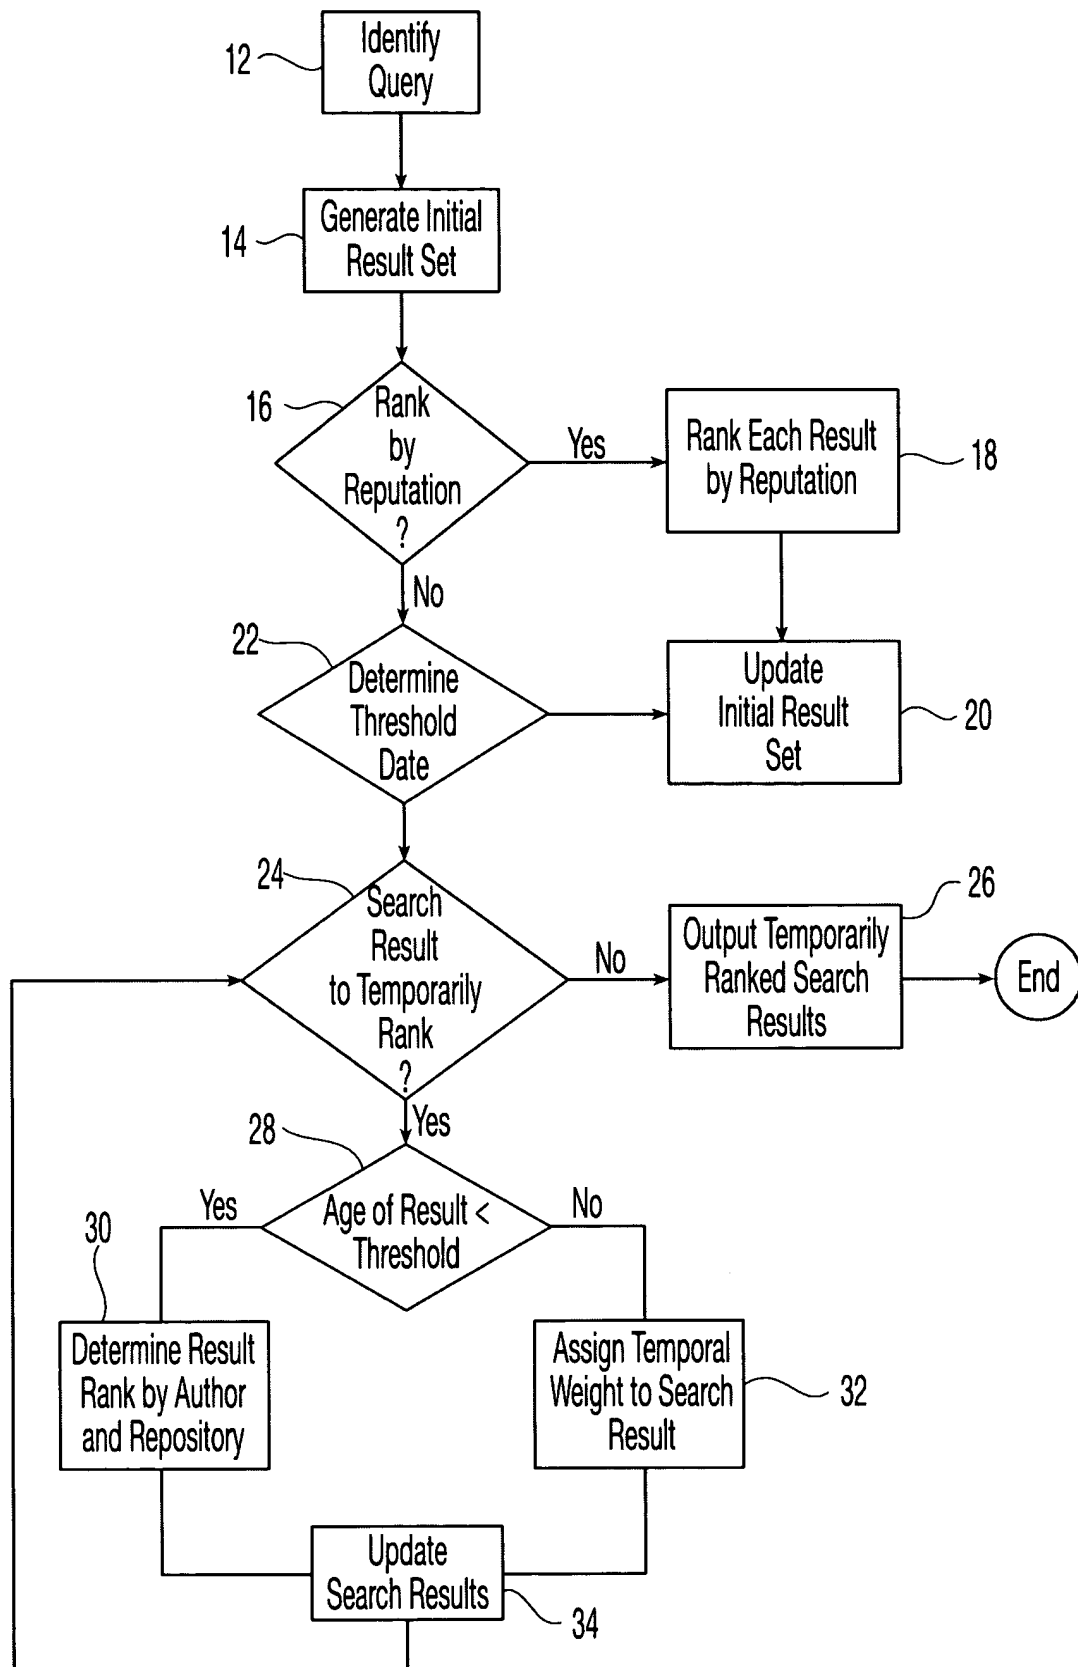 Identify
Query
12
Generate Initial
Result Set
14
Rank
by
Reputation
?
16
Yes
Rank Each Result
by Reputation
18
No
Determine
Threshold
Date
22
Update
Initial Result
Set
20
Search
Result
to Temporarily
Rank
?
24
No
Output Temporarily
Ranked Search
Results
26
End
Yes
28
Age of Result <
Threshold
Yes
No
30
Determine Result
Rank by Author
and Repository
Assign Temporal
Weight to Search
Result
32
Update
Search Results
34